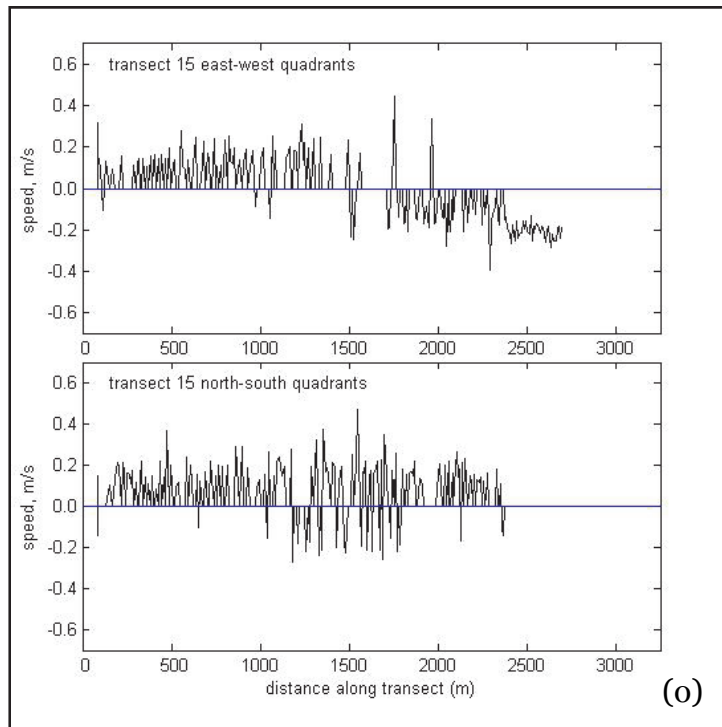 transect 15 east-west quadrants
speed, m/s
0.6
0.4
0.2
0.0
-0.2
-0.4
-0.6
0 500 1000 1500 2000 2500 3000
transect 15 north-south quadrants
speed, m/s
0.6
0.4
0.2
0.0
-0.2
-0.4
-0.6
0 500 1000 1500 2000 2500 3000
distance along transect (m)
(o)